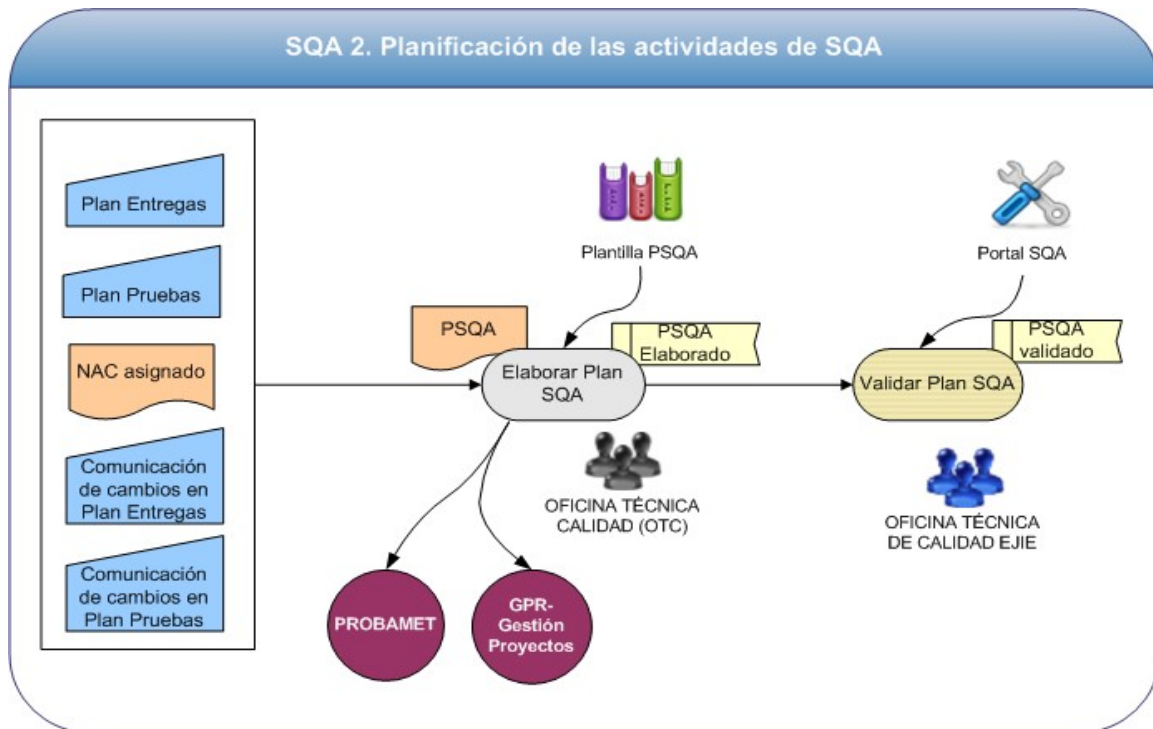 SQA 2. Planificación de las actividades de SQA
Plan Entregas
Plan Pruebas
NAC asignado
Comunicación
de cambios en
Plan Entregas
Comunicación
de cambios en
Plan Pruebas
Plantilla PSQA
PSQA
PSQA
Elaborado
Elaborar Plan
SQA
OFICINA TÉCNICA
CALIDAD (OTC)
PROBAMET
GPR-
Gestión
Proyectos
Portal SQA
PSQA
validado
Validar Plan SQA
OFICINA TÉCNICA
DE CALIDAD EJIE